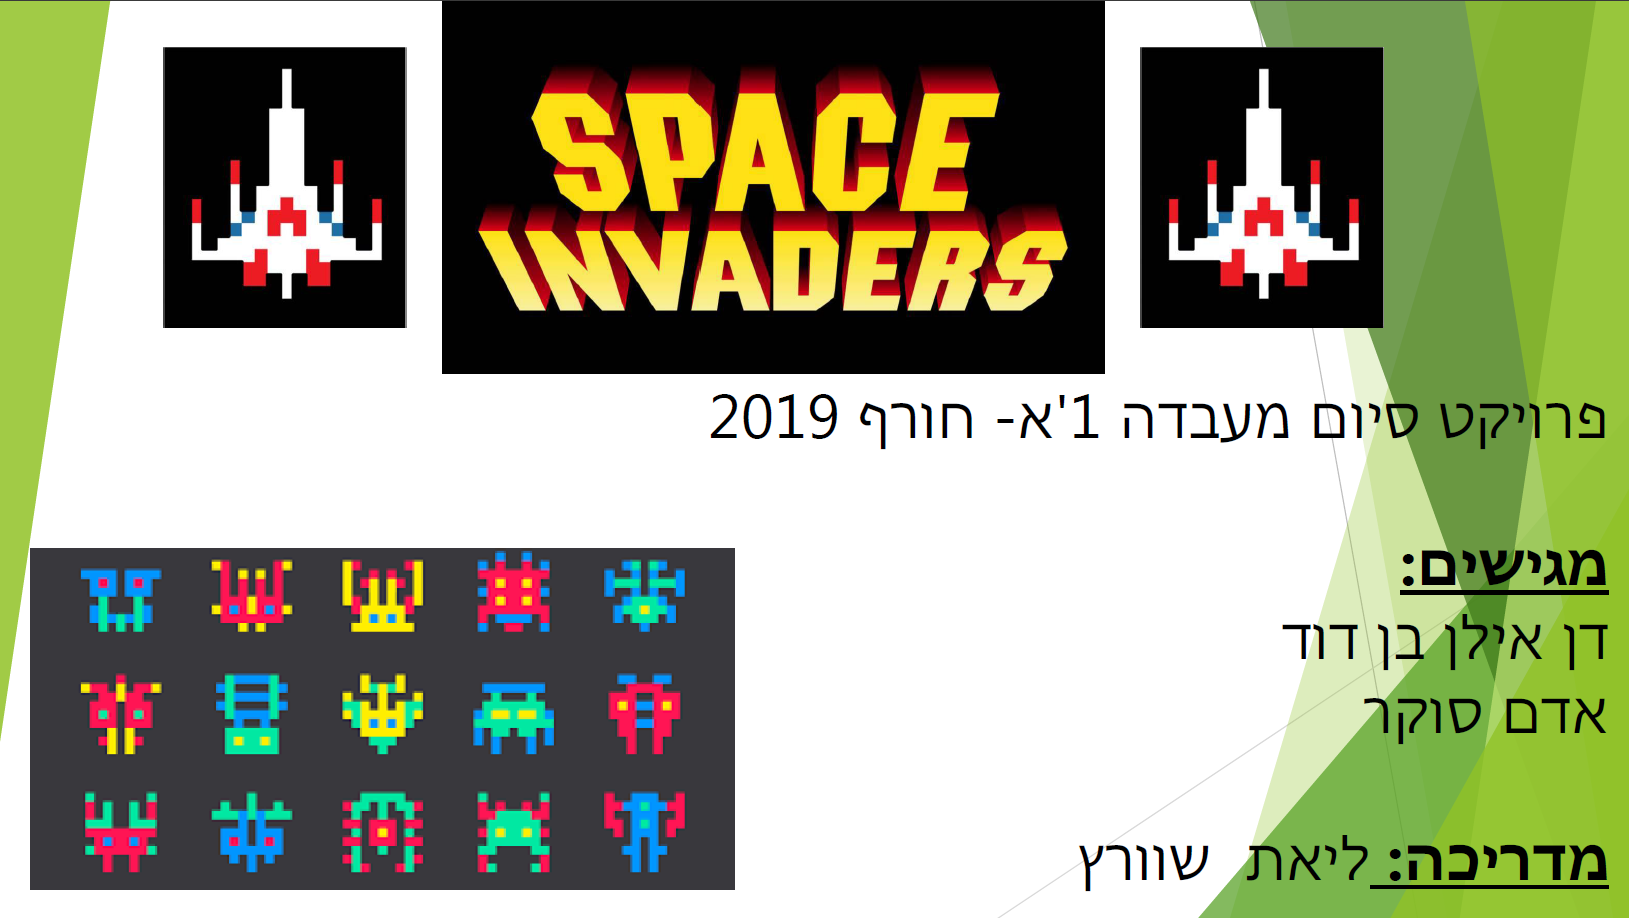 SPACE
INVADERS
פרויקט סיום מעבדה 1'א- חורף 2019
מגישים:
דן אילן בן דוד
אדם סוקר
מדריכה: ליאת שוורץ